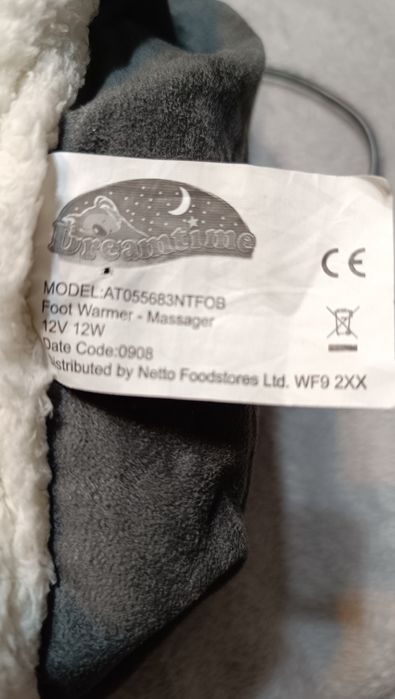 Dreamtime
CE
MODEL:AT055683NTFOB
Foot Warmer - Massager
12V 12W
Date Code:0908
Distributed by Netto Foodstores Ltd. WF9 2XX